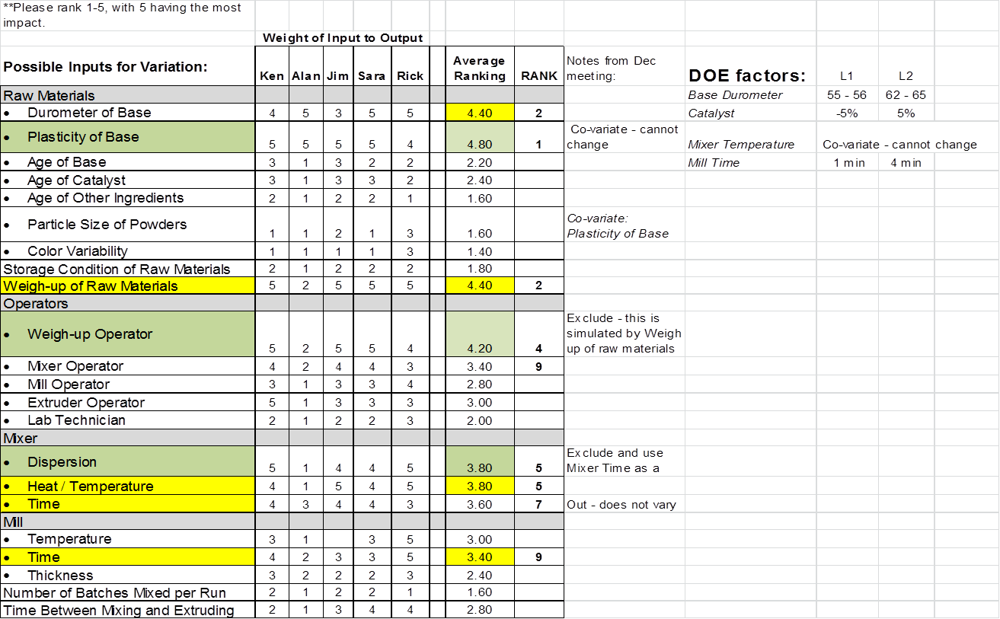 **Please rank 1-5, with 5 having the most
impact.
Weight of Input to Output
Possible Inputs for Variation: Ken Alan Jim Sara Rick Average Ranking RANK Notes from Dec meeting: DOE factors: L1 L2
Raw Materials Base Durometer 55 - 56 62 - 65
• Durometer of Base 4 5 3 5 5 4.40 2 Catalyst -5% 5%
• Plasticity of Base 5 5 5 5 4 4.80 1 Co-variate - cannot change Mixer Temperature Co-variate - cannot change
• Age of Base 3 1 3 2 2 2.20 Mill Time 1 min 4 min
• Age of Catalyst 3 1 3 3 2 2.40
• Age of Other Ingredients 2 1 2 2 1 1.60
• Particle Size of Powders 1 1 2 1 3 1.60 Co-variate: Plasticity of Base
• Color Variability 1 1 1 1 3 1.40
Storage Condition of Raw Materials 2 1 2 2 2 1.80
Weigh-up of Raw Materials 5 2 5 5 5 4.40 2
Operators
• Weigh-up Operator 5 2 5 5 4 4.20 4 Exclude - this is simulated by Weigh up of raw materials
• Mixer Operator 4 2 4 4 3 3.40 9
• Mill Operator 3 1 3 3 4 2.80
• Extruder Operator 5 1 3 3 3 3.00
• Lab Technician 2 1 2 2 3 2.00
Mixer
• Dispersion 5 1 4 4 5 3.80 5 Exclude and use Mixer Time as a
• Heat / Temperature 4 1 5 4 5 3.80 5
• Time 4 3 4 4 3 3.60 7 Out - does not vary
Mill
• Temperature 3 1 3 5 3.00
• Time 4 2 3 3 5 3.40 9
• Thickness 3 2 2 2 3 2.40
Number of Batches Mixed per Run 2 1 2 2 1 1.60
Time Between Mixing and Extruding 2 1 3 4 4 2.80